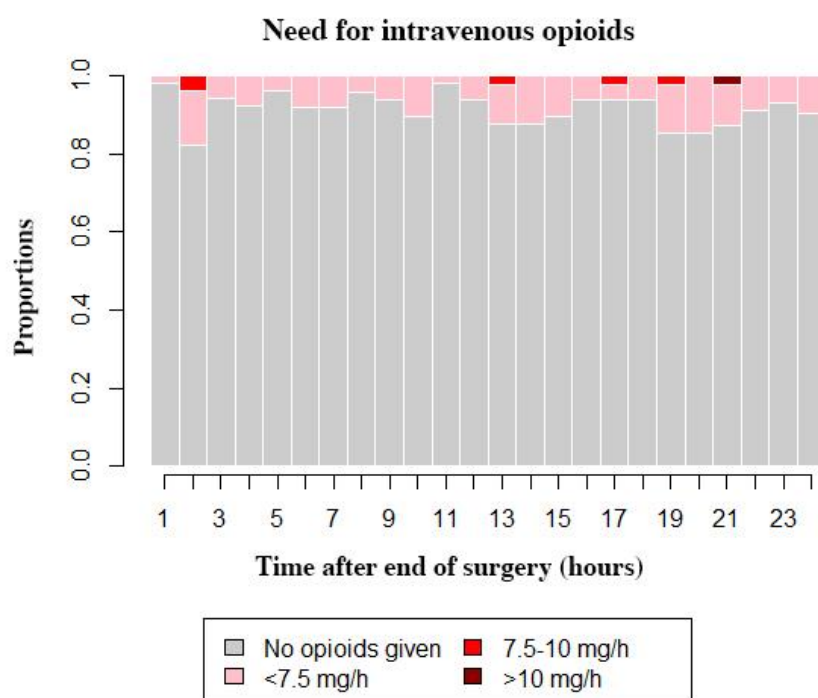 Need for intravenous opioids
1.0
0.8
0.6
0.4
0.2
0.0
Proportions
1 3 5 7 9 11 13 15 17 19 21 23
Time after end of surgery (hours)
No opioids given 7.5-10 mg/h
<7.5 mg/h >10 mg/h